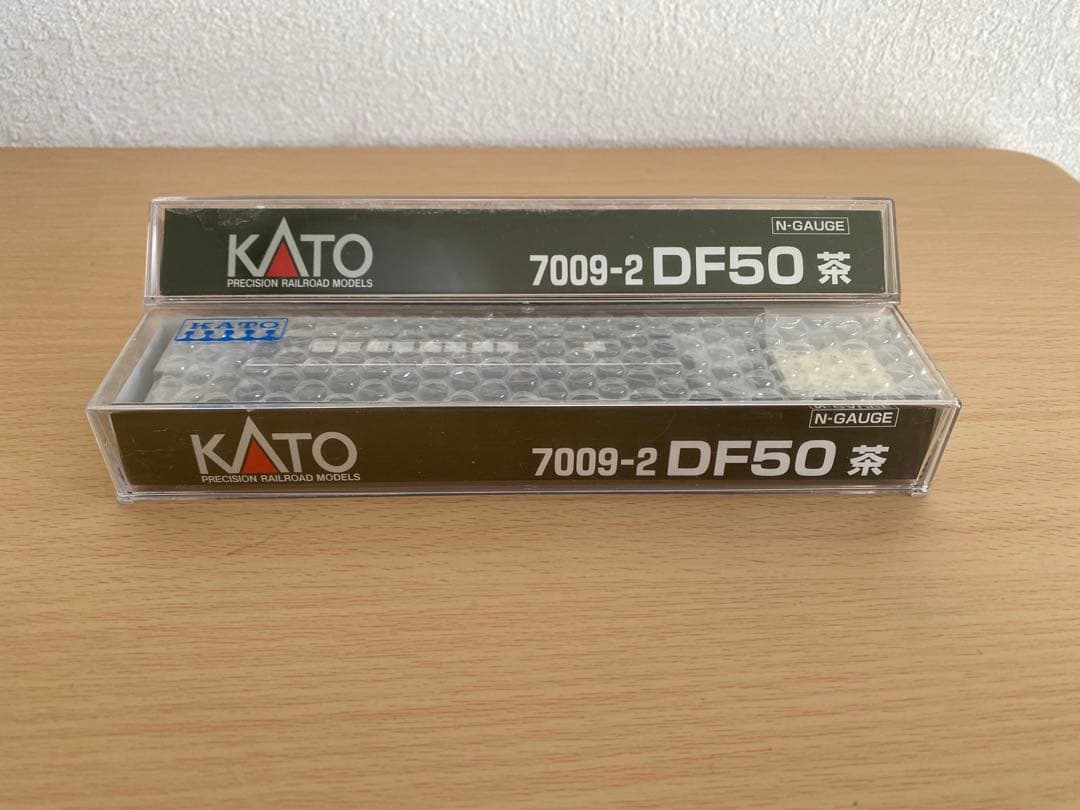 N-GAUGE
KATO
7009-2 DF50 茶
PRECISION RAILROAD MODELS
KATO
N-GAUGE
KATO
7009-2 DF50 茶
PRECISION RAILROAD MODELS